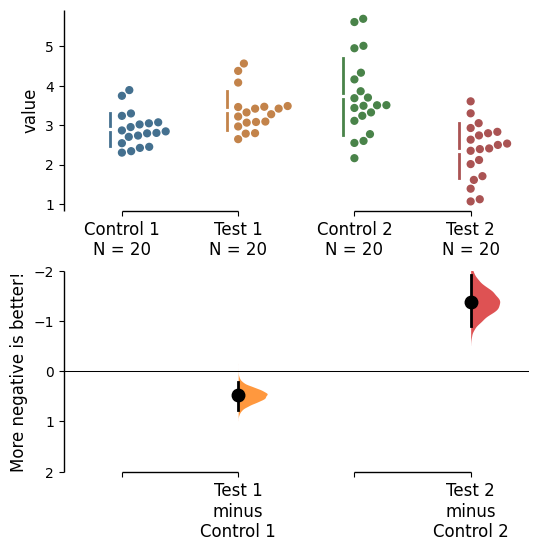 value
5
4
3
2
1
Control 1
N = 20
Test 1
N = 20
Control 2
N = 20
Test 2
N = 20
More negative is better!
−2
−1
0
1
2
Test 1
minus
Control 1
Test 2
minus
Control 2